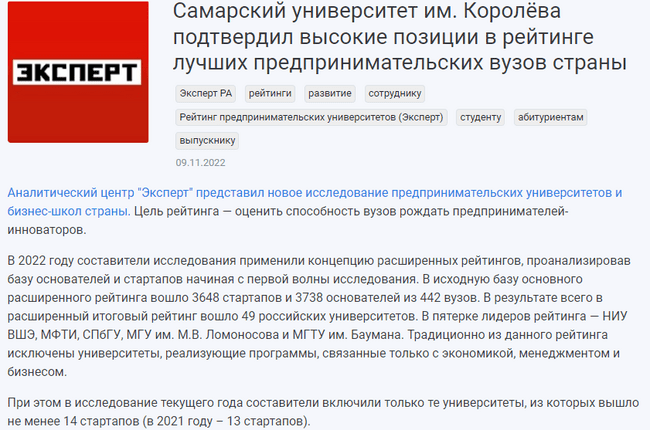 ЭКСПЕРТ
Самарский университет им. Королёва
подтвердил высокие позиции в рейтинге
лучших предпринимательских вузов страны
Эксперт РА рейтинги развитие сотруднику
Рейтинг предпринимательских университетов (Эксперт) студенту абитуриентам
выпускнику
09.11.2022
Аналитический центр "Эксперт" представил новое исследование предпринимательских университетов и
бизнес-школ страны. Цель рейтинга — оценить способность вузов рождать предпринимателей-
инноваторов.
В 2022 году составители исследования применили концепцию расширенных рейтингов, проанализировав
базу основателей и стартапов начиная с первой волны исследования. В исходную базу основного
расширенного рейтинга вошло 3648 стартапов и 3738 основателей из 442 вузов. В результате всего в
расширенный итоговый рейтинг вошло 49 российских университетов. В пятерке лидеров рейтинга — НИУ
ВШЭ, МФТИ, СПбГУ, МГУ им. М.В. Ломоносова и МГТУ им. Баумана. Традиционно из данного рейтинга
исключены университеты, реализующие программы, связанные только с экономикой, менеджментом и
бизнесом.
При этом в исследование текущего года составители включили только те университеты, из которых вышло
не менее 14 стартапов (в 2021 году – 13 стартапов).